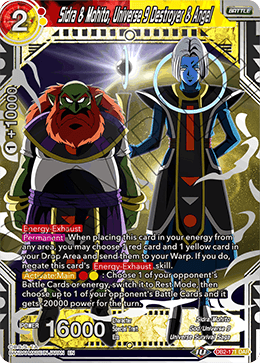 2
Sidra & Mohito, Universe 9 Destroyer & Angel
BATTLE
1 +10000
Energy-Exhaust
Permanent When placing this card in your energy from
any area, you may choose a red card and 1 yellow card in
your Drop Area and send them to your Warp. If you do,
negate this card's Energy-Exhaust skill.
Activate:Main : Choose 1 of your opponent's
Battle Cards or energy, switch it to Rest Mode, then
choose up to 1 of your opponent's Battle Cards and it
gets -20000 power for the turn.
POWER
16000
Sidra, Mohito
God/Universe 9
Universe Survival Saga